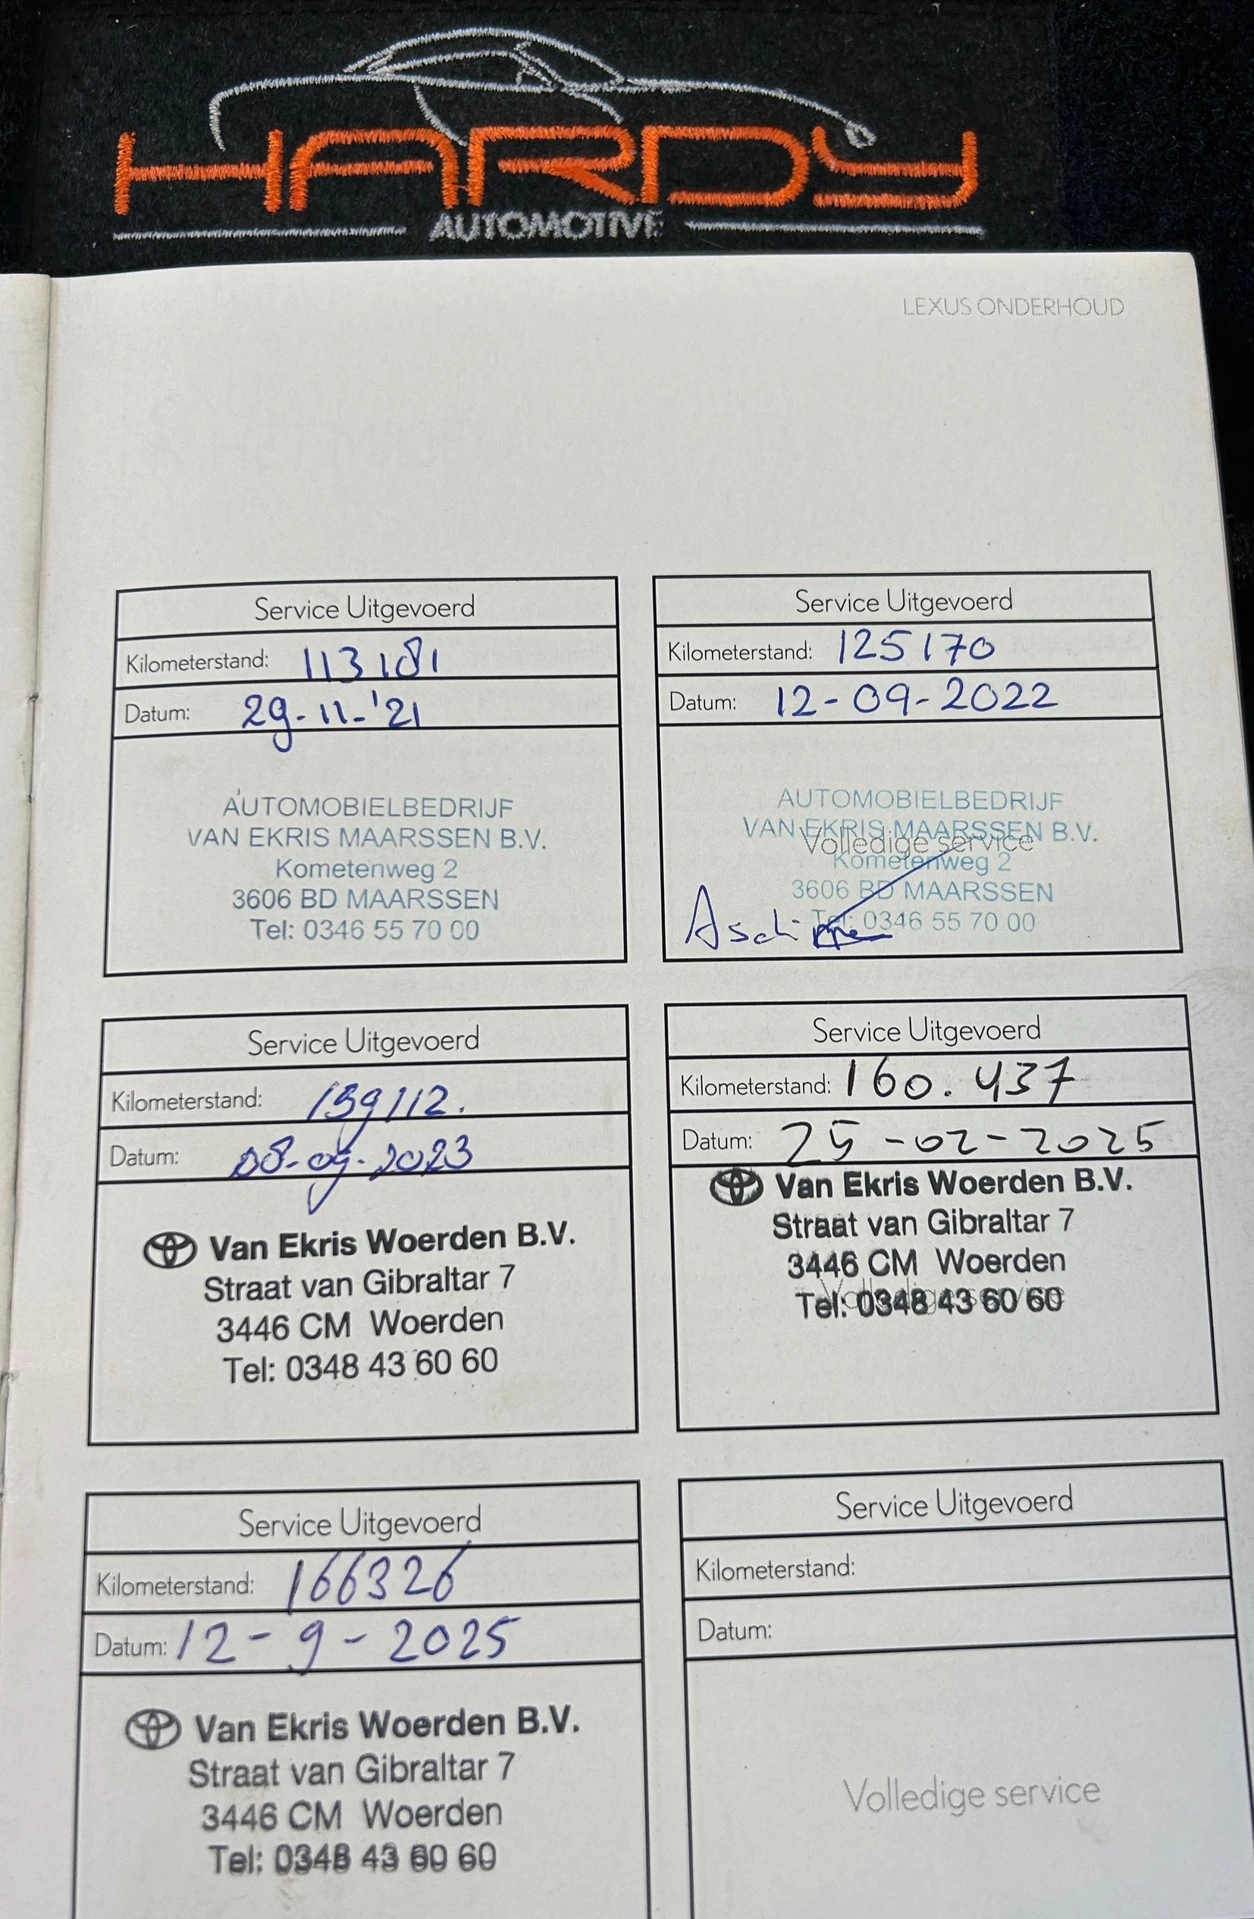 HARDY
AUTOMOTIVE
LEXUS ONDERHOUD
Service Uitgevoerd
Kilometerstand: 113181
Datum: 29-11-'21
AUTOMOBIELBEDRIJF
VAN EKRIS MAARSSEN B.V.
Kometenweg 2
3606 BD MAARSSEN
Tel: 0346 55 70 00
Service Uitgevoerd
Kilometerstand: 125170
Datum: 12-09-2022
AUTOMOBIELBEDRIJF
VAN EKRIS MAARSSEN B.V.
Volledige service
Kometenweg 2
3606 BD MAARSSEN
Tel: 0346 55 70 00
Service Uitgevoerd
Kilometerstand: 139112.
Datum: 08-09-2023
Van Ekris Woerden B.V.
Straat van Gibraltar 7
3446 CM Woerden
Tel: 0348 43 60 60
Service Uitgevoerd
Kilometerstand: 160.437
Datum: 25-02-2025
Van Ekris Woerden B.V.
Straat van Gibraltar 7
3446 CM Woerden
Volledige service
Tel: 0348 43 60 60
Service Uitgevoerd
Kilometerstand: 166326
Datum: 12-9-2025
Van Ekris Woerden B.V.
Straat van Gibraltar 7
3446 CM Woerden
Tel: 0348 43 60 60
Service Uitgevoerd
Kilometerstand:
Datum:
Volledige service